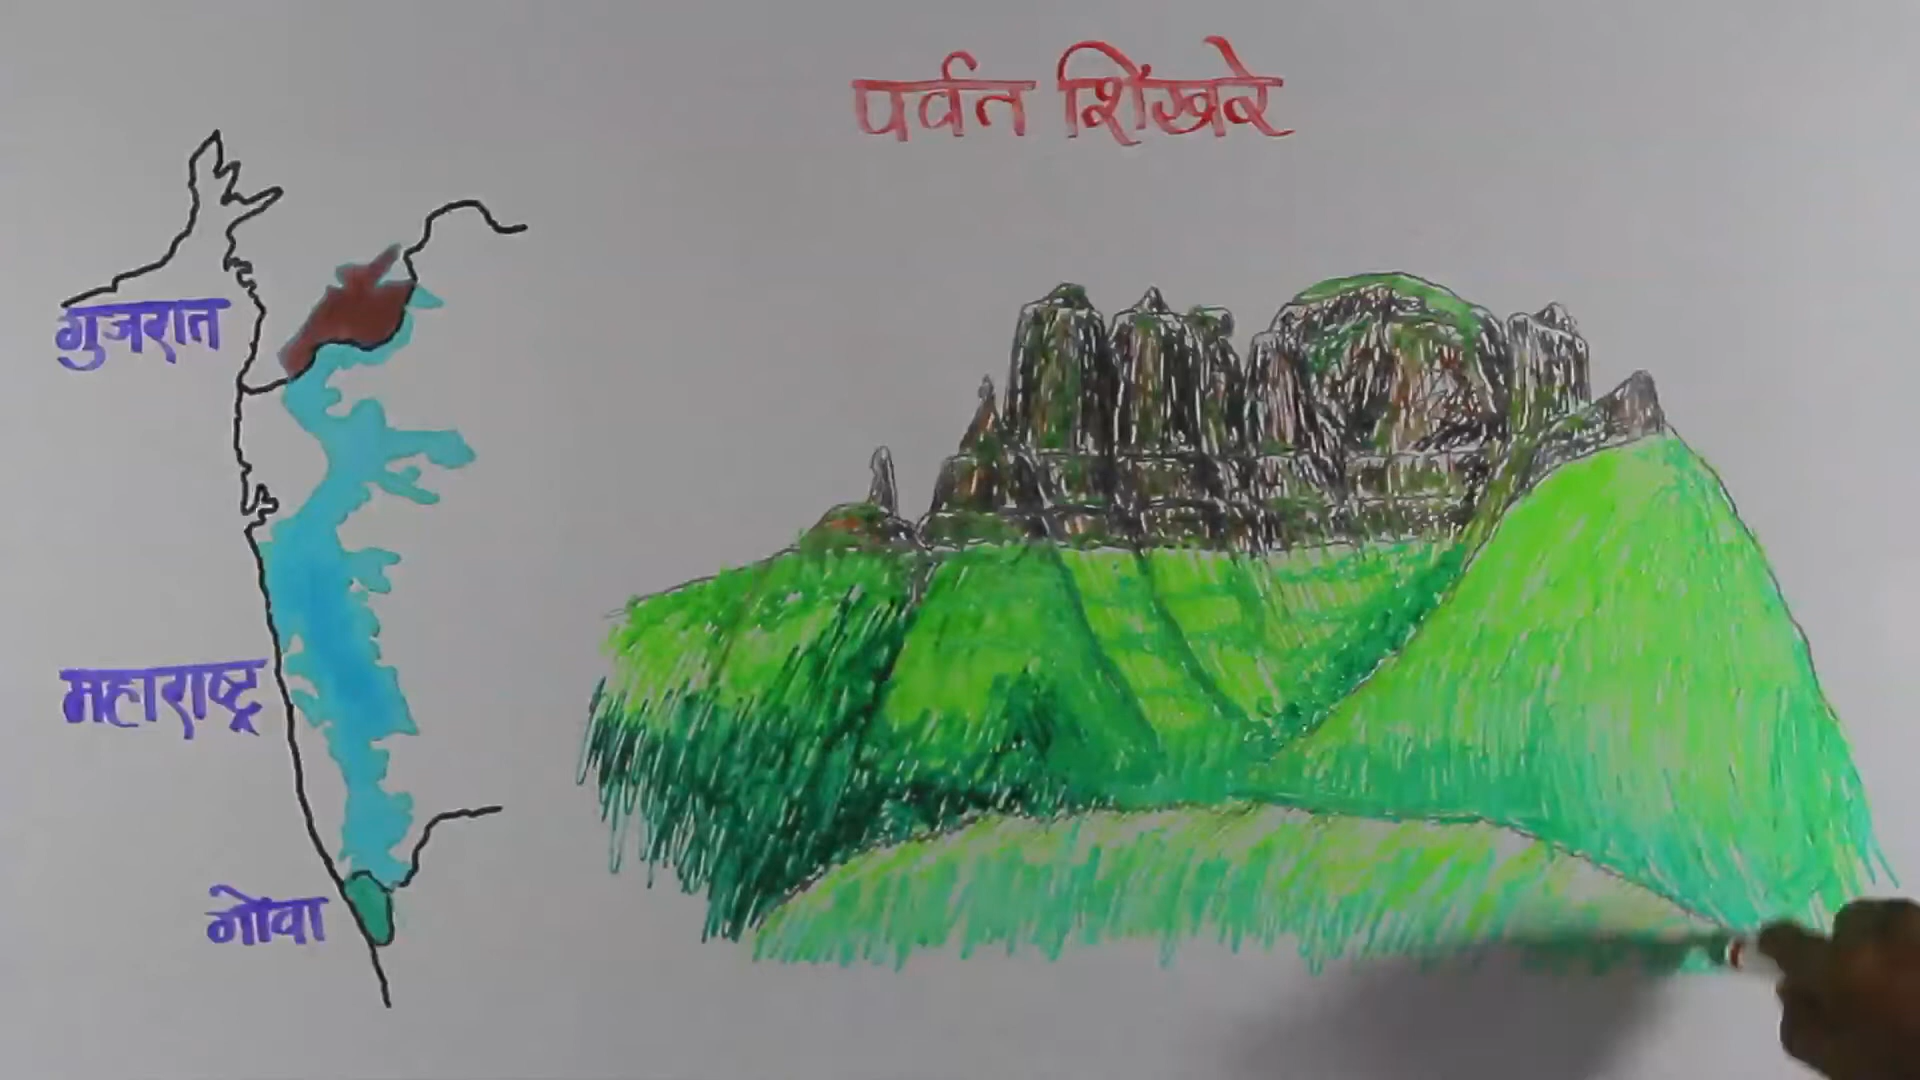 पर्वत शिखरे
गुजरात
महाराष्ट्र
गोवा